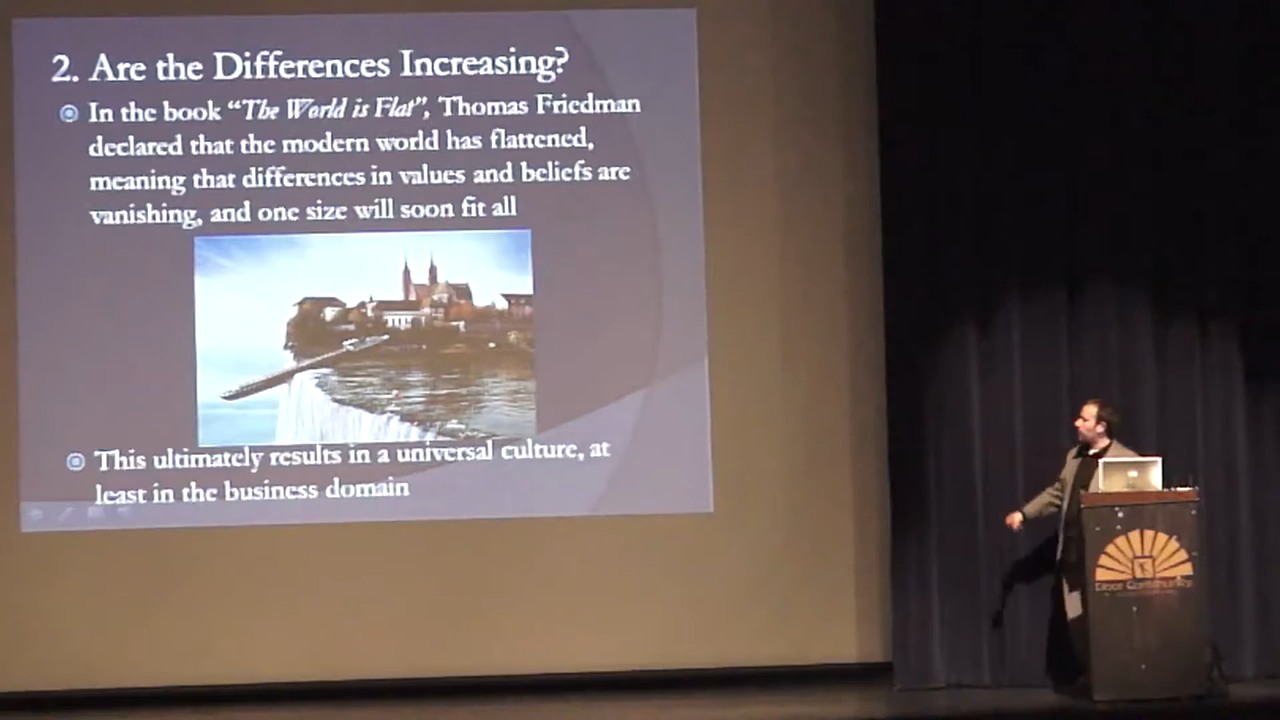 2. Are the Differences Increasing?
In the book “The World is Flat”, Thomas Friedman
declared that the modern world has flattened,
meaning that differences in values and beliefs are
vanishing, and one size will soon fit all
This ultimately results in a universal culture, at
least in the business domain
Door Community